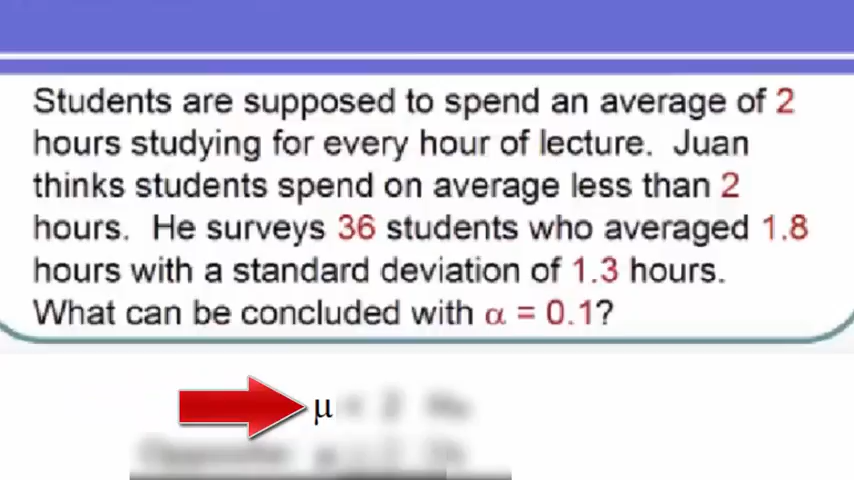 Students are supposed to spend an average of 2
hours studying for every hour of lecture. Juan
thinks students spend on average less than 2
hours. He surveys 36 students who averaged 1.8
hours with a standard deviation of 1.3 hours.
What can be concluded with α = 0.1?
μ